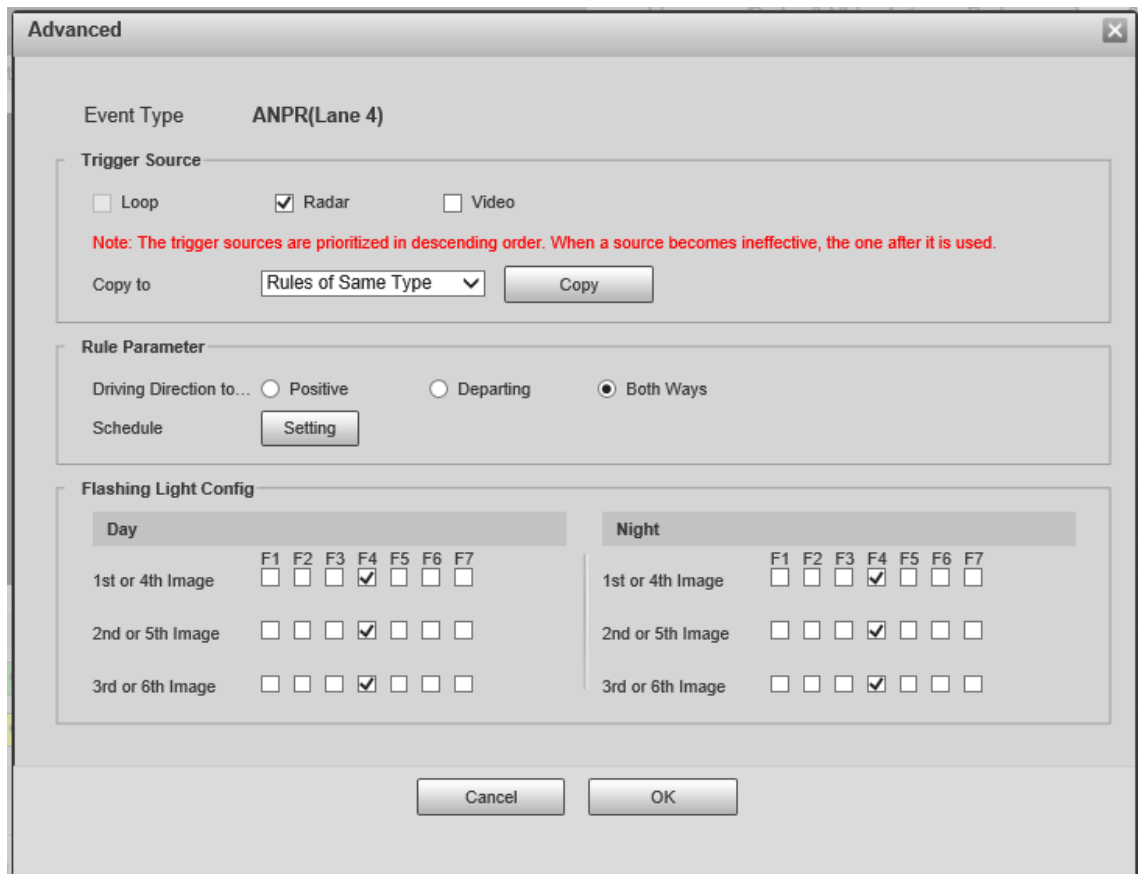 Advanced
Event Type ANPR(Lane 4)
Trigger Source
Loop Radar Video
Note: The trigger sources are prioritized in descending order. When a source becomes ineffective, the one after it is used.
Copy to Rules of Same Type Copy
Rule Parameter
Driving Direction to... Positive Departing Both Ways
Schedule Setting
Flashing Light Config
Day Night
F1 F2 F3 F4 F5 F6 F7 F1 F2 F3 F4 F5 F6 F7
1st or 4th Image 1st or 4th Image
2nd or 5th Image 2nd or 5th Image
3rd or 6th Image 3rd or 6th Image
Cancel OK